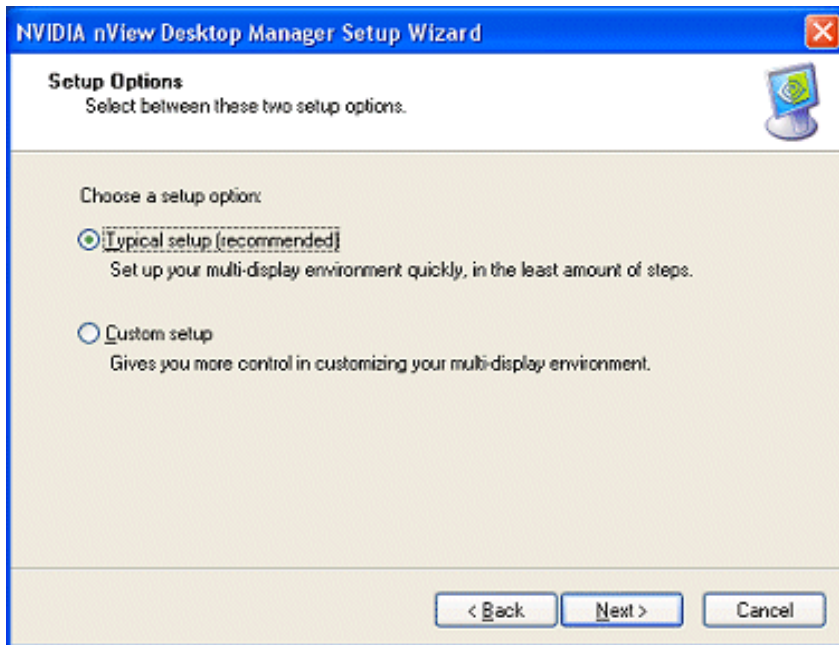 NVIDIA nView Desktop Manager Setup Wizard
Setup Options
Select between these two setup options.
Choose a setup option:
Typical setup (recommended)
Set up your multi-display environment quickly, in the least amount of steps.
Custom setup
Gives you more control in customizing your multi-display environment.
< Back
Next >
Cancel